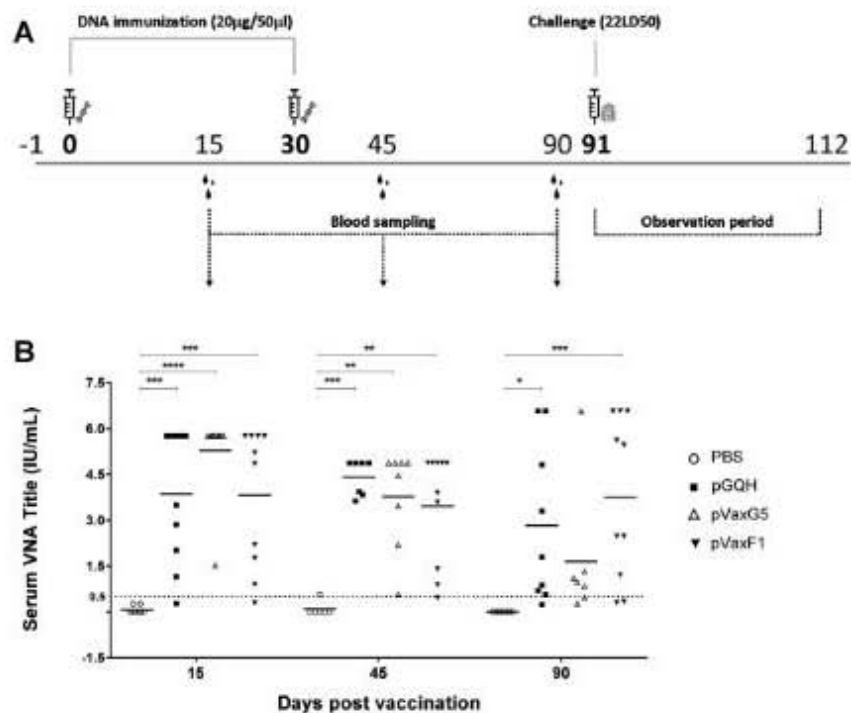 A
DNA immunization (20µg/50µl)
Challenge (22LD50)
-1 0 15 30 45 90 91 112
Blood sampling
Observation period
B
*** ** ***
**** **
*** *** *
7.5
6.0
4.5
3.0
1.5
0.5
-1.5
Serum VNA Title (IU/mL)
PBS
pGQH
pVaxG5
pVaxF1
15 45 90
Days post vaccination